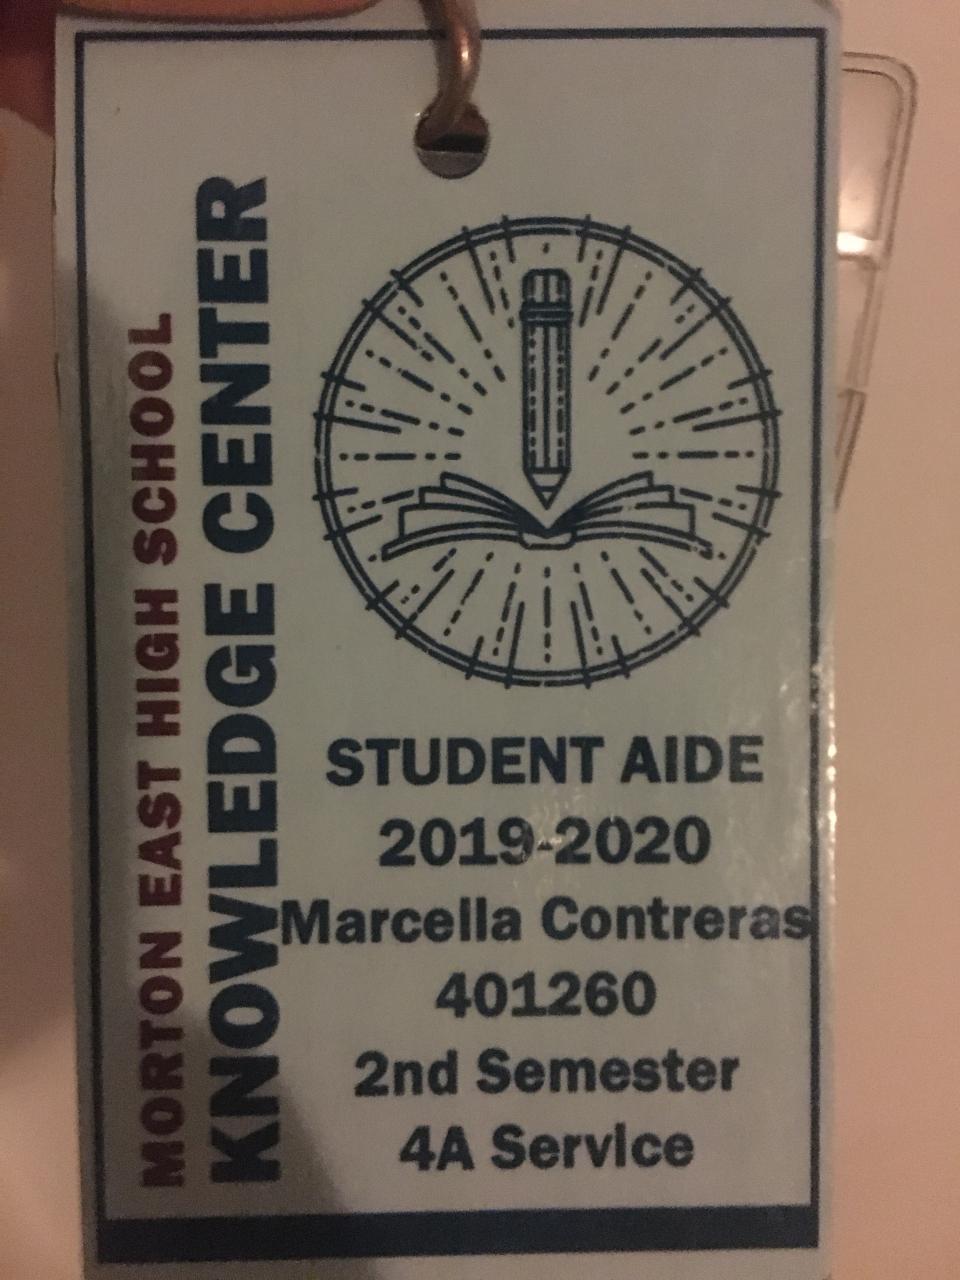 MORTON EAST HIGH SCHOOL
KNOWLEDGE CENTER
STUDENT AIDE
2019-2020
Marcella Contreras
401260
2nd Semester
4A Service